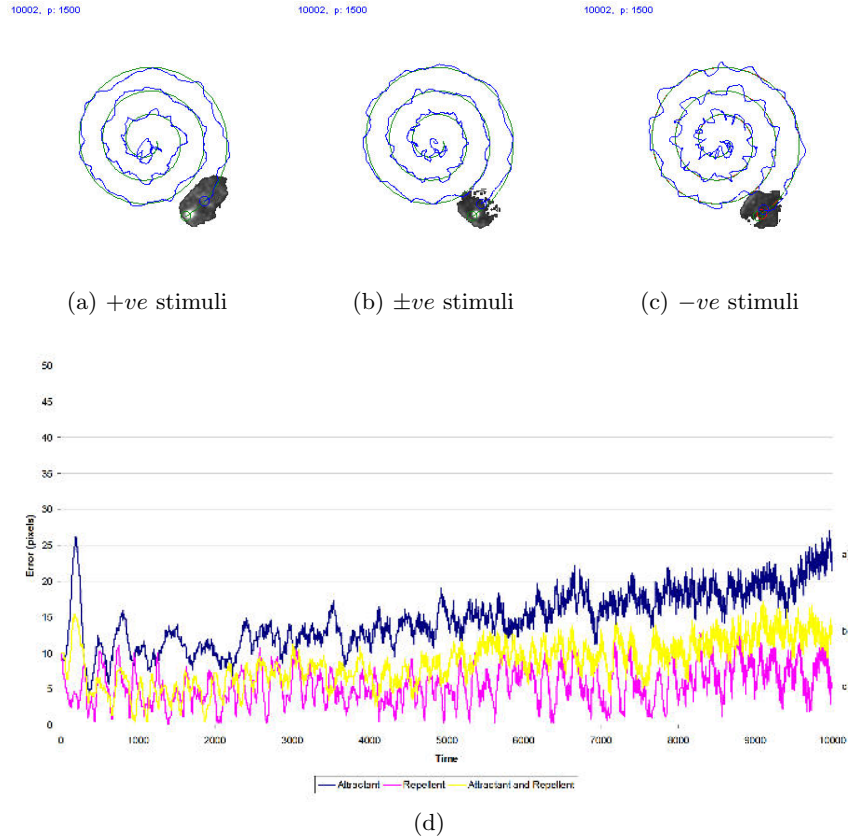 10002, p: 1500
10002, p: 1500
10002, p: 1500
(a) +ve stimuli
(b) ±ve stimuli
(c) −ve stimuli
50
45
40
35
30
25
20
15
10
5
0
Error (pixels)
a
b
c
0 1000 2000 3000 4000 5000 6000 7000 8000 9000 10000
Time
Attractant Repellent Attractant and Repellent
(d)